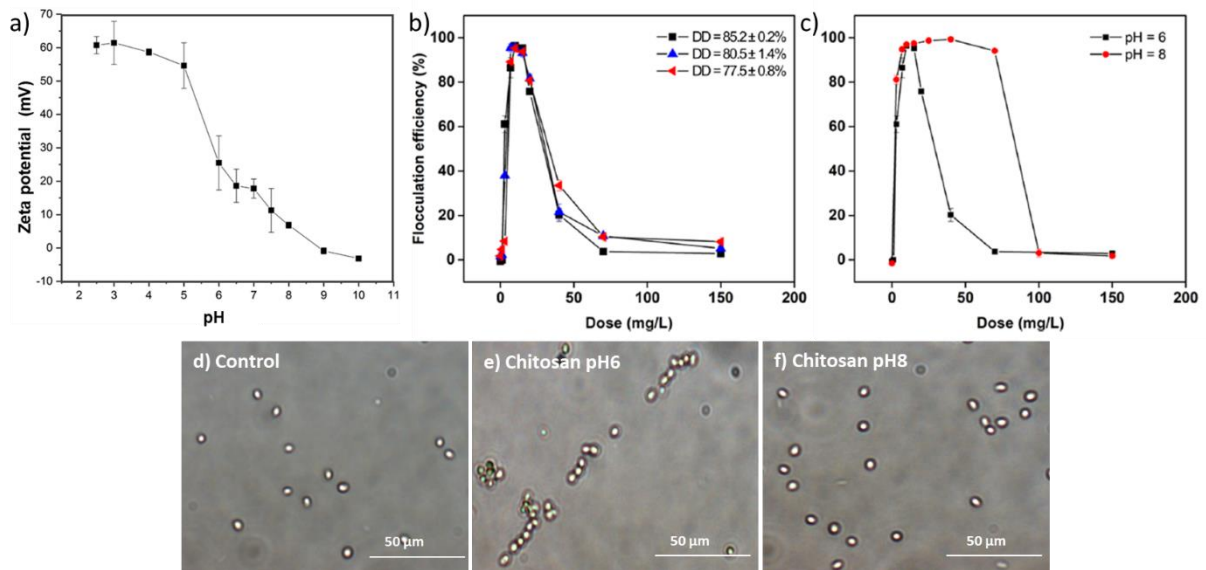 a)
70
60
50
40
30
20
10
0
-10
Zeta potential (mV)
2 3 4 5 6 7 8 9 10 11
pH
b)
DD = 85.2 ± 0.2%
DD = 80.5 ± 1.4%
DD = 77.5 ± 0.8%
100
80
60
40
20
0
Flocculation efficiency (%)
0 50 100 150 200
Dose (mg/L)
c)
pH = 6
pH = 8
100
80
60
40
20
0
0 50 100 150 200
Dose (mg/L)
d) Control
50 µm
e) Chitosan pH6
50 µm
f) Chitosan pH8
50 µm